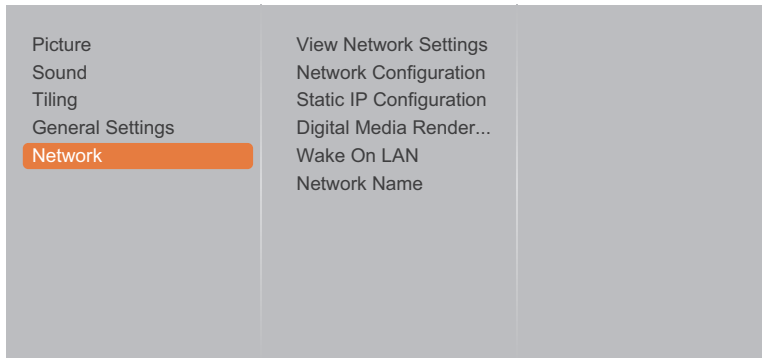 Picture
Sound
Tiling
General Settings
Network
View Network Settings
Network Configuration
Static IP Configuration
Digital Media Render...
Wake On LAN
Network Name